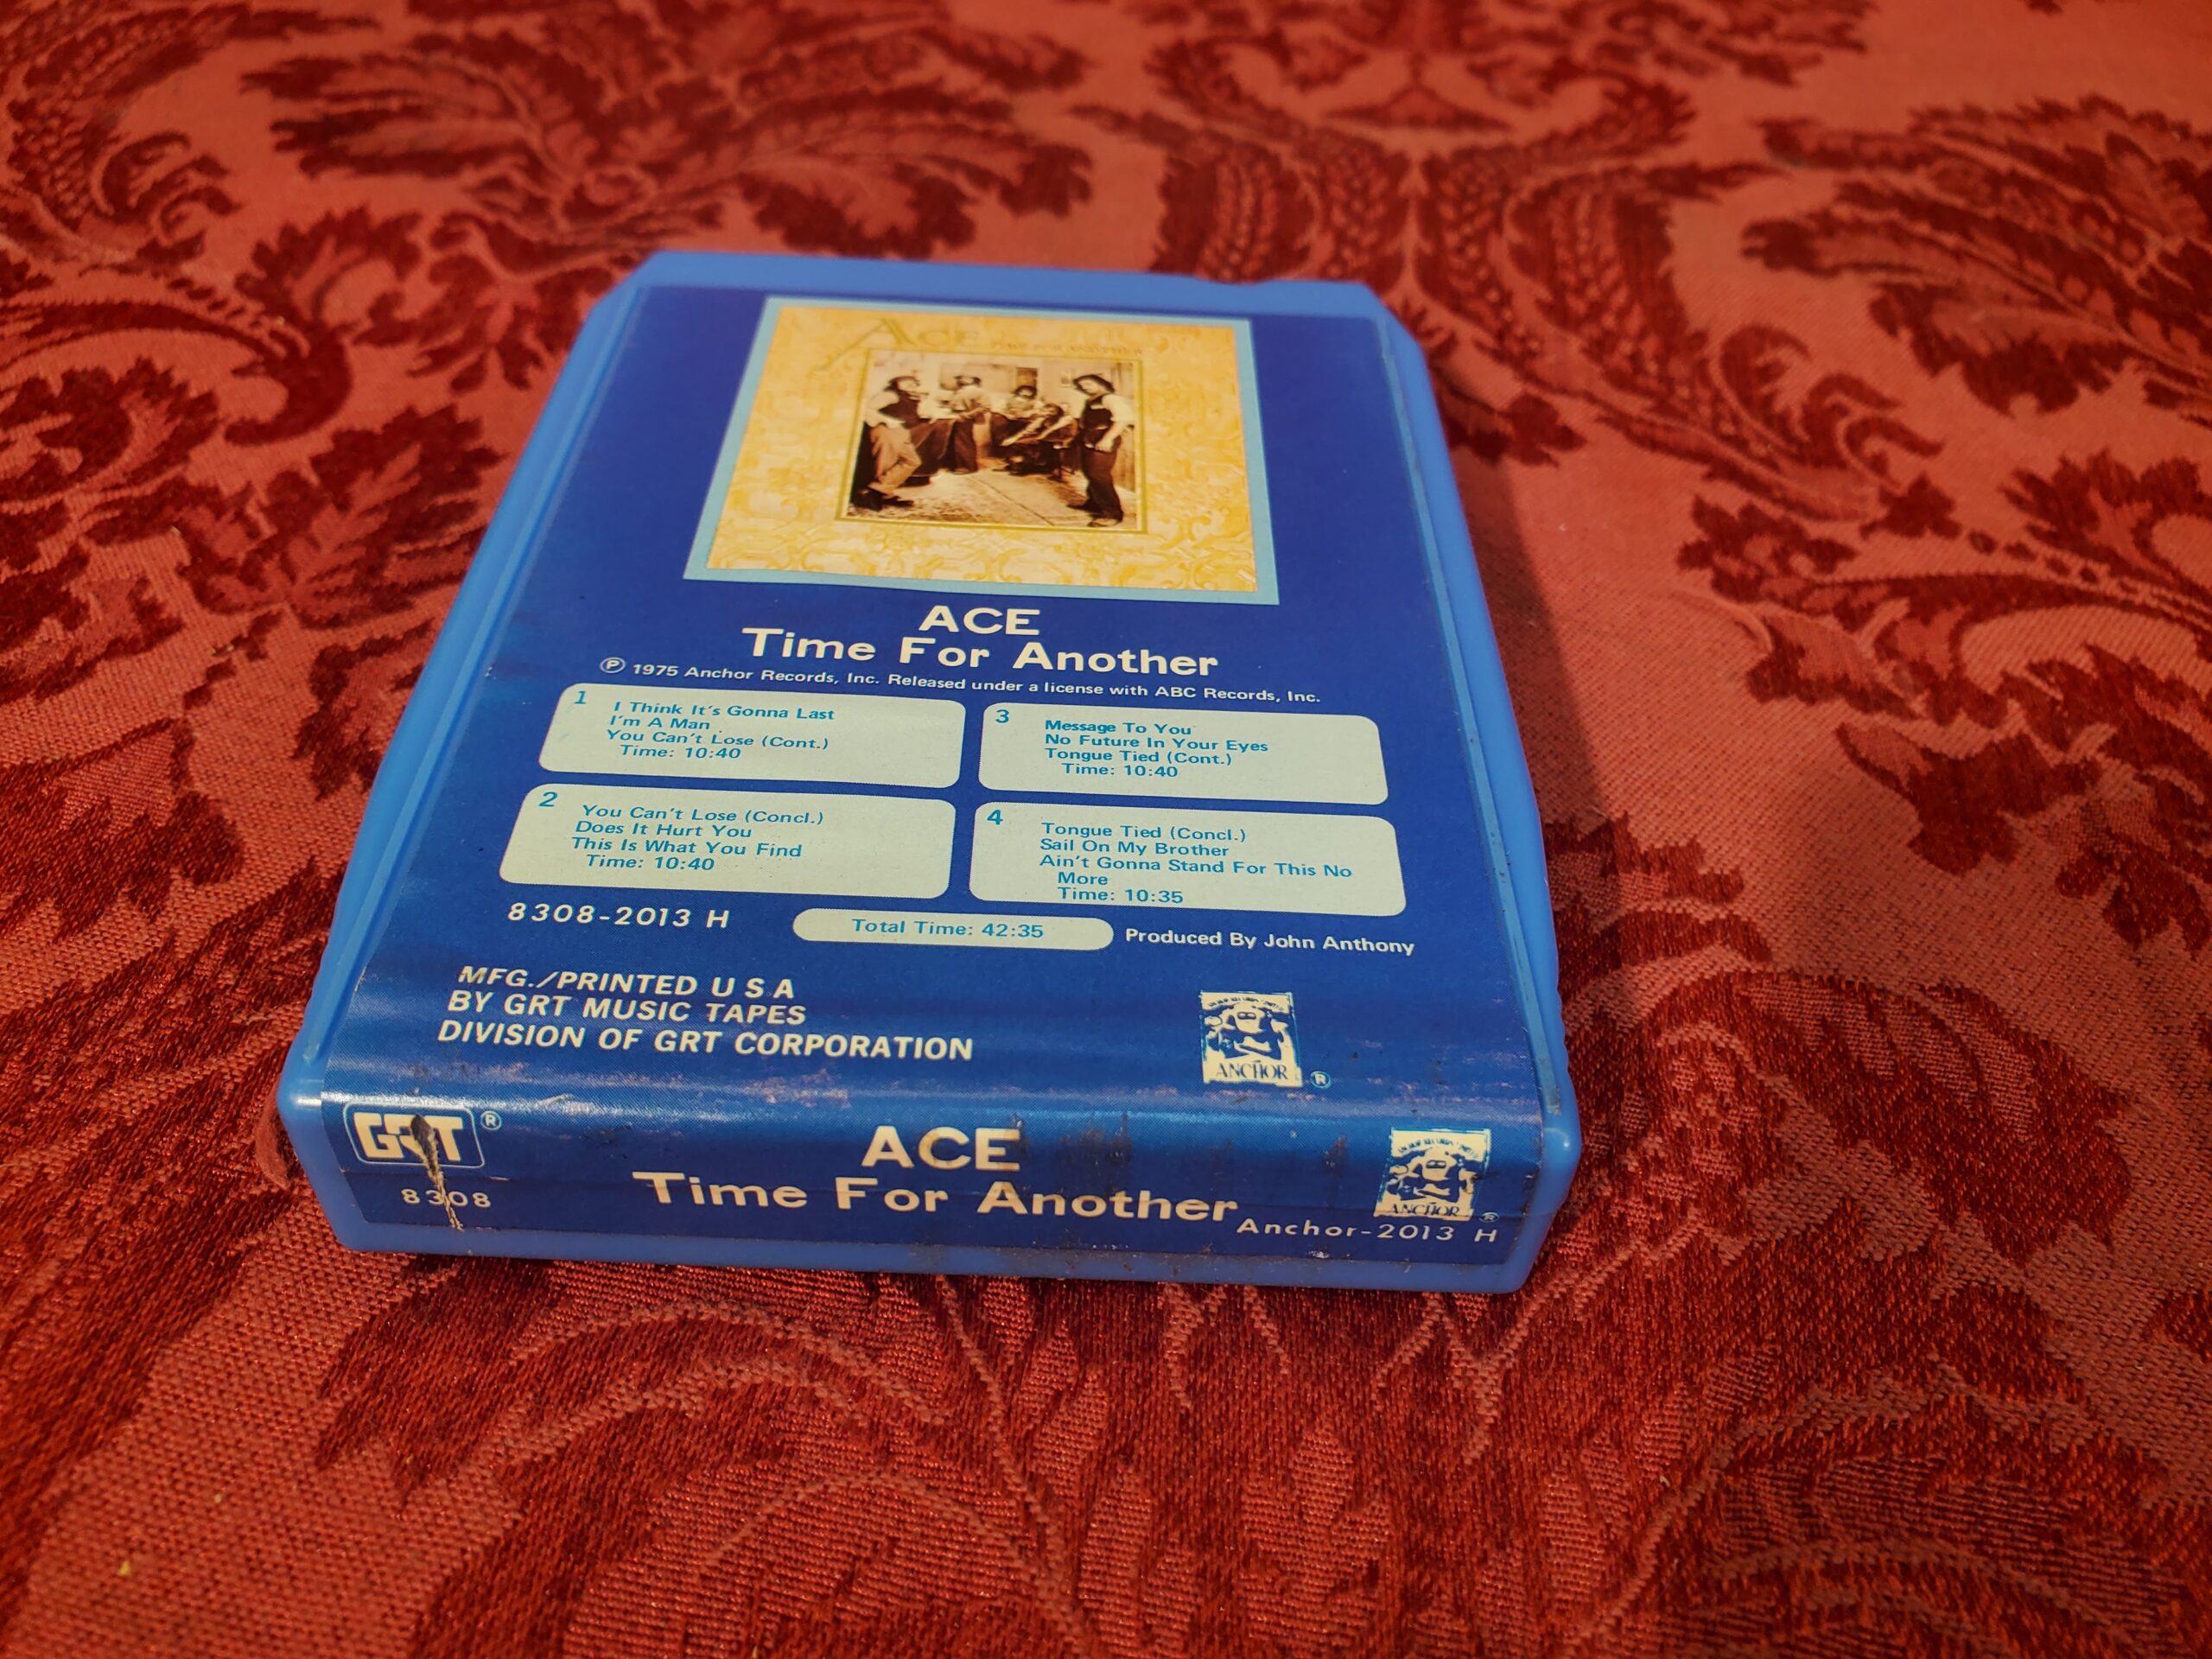 ACE
ACE
Time For Another
Ⓟ 1975 Anchor Records, Inc. Released under a license with ABC Records, Inc.
1
I Think It's Gonna Last
I'm A Man
You Can't Lose (Cont.)
Time: 10:40
2
You Can't Lose (Concl.)
Does It Hurt You
This Is What You Find
Time: 10:40
3
Message To You
No Future In Your Eyes
Tongue Tied (Cont.)
Time: 10:40
4
Tongue Tied (Concl.)
Sail On My Brother
Ain't Gonna Stand For This No
More
Time: 10:35
8308-2013 H
Total Time: 42:35
Produced By John Anthony
MFG./PRINTED U S A
BY GRT MUSIC TAPES
DIVISION OF GRT CORPORATION
ANCHOR ®
GRT ®
8308
ACE
Time For Another
ANCHOR ®
Anchor-2013 H